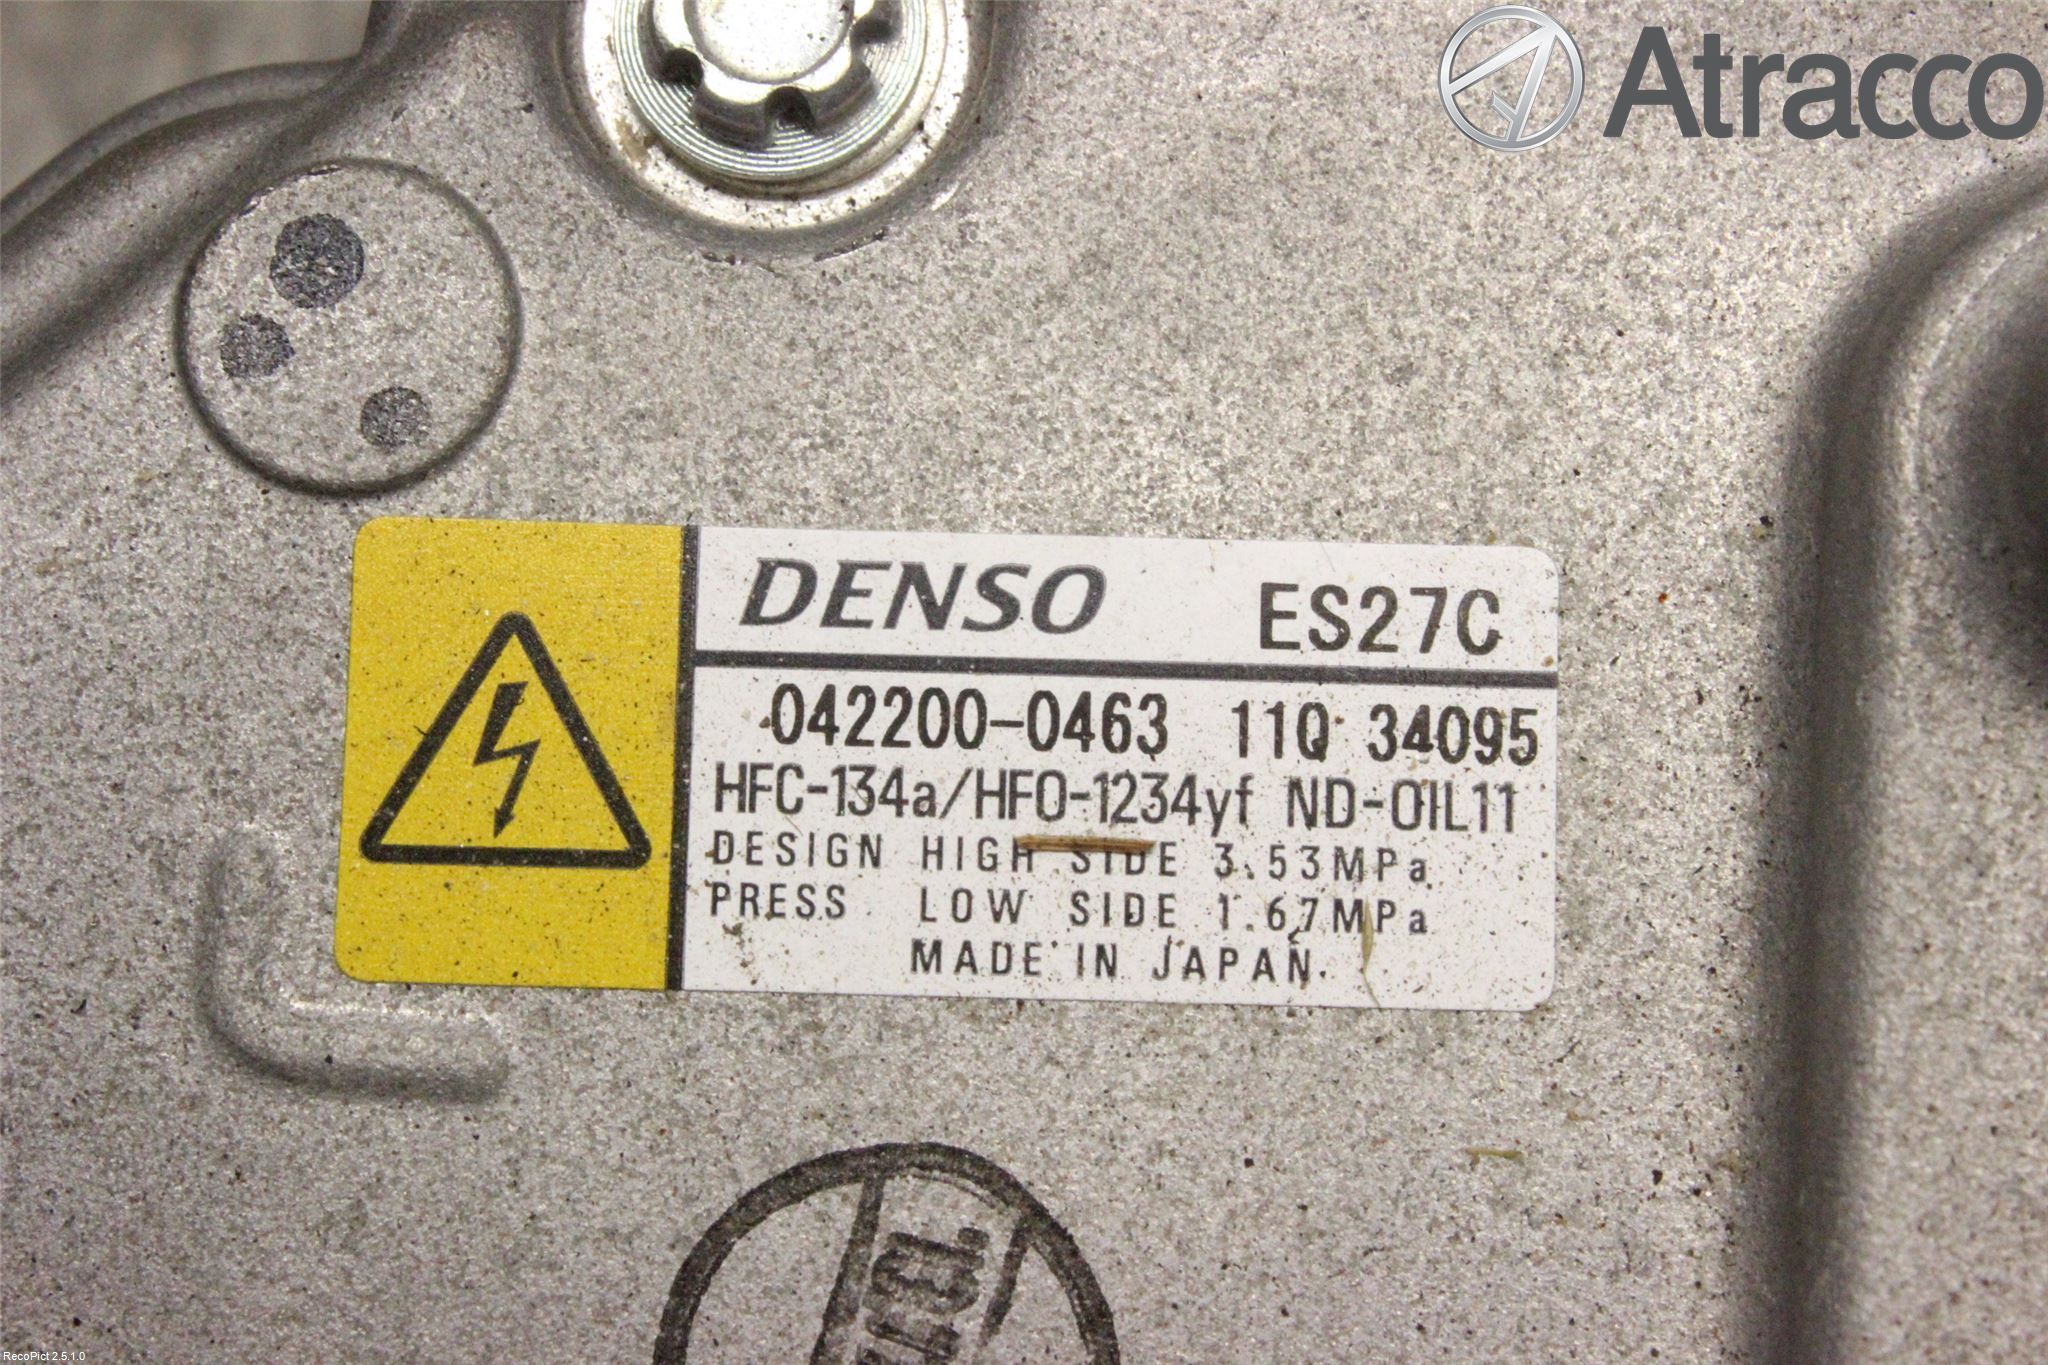 Atracco
DENSO ES27C
042200-0463 11Q 34095
HFC-134a/HFO-1234yf ND-OIL11
DESIGN HIGH SIDE 3.53MPa
PRESS LOW SIDE 1.67MPa
MADE IN JAPAN
RecoPict 2.5.1.0